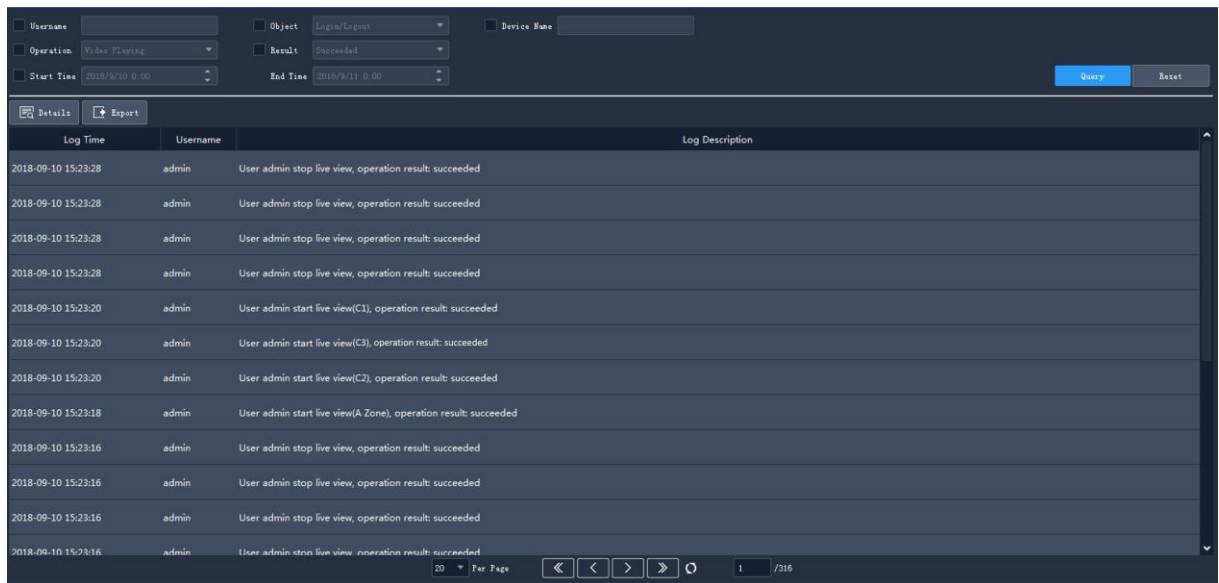 Username Object Login/Logout Device Name
Operation Video Playing Result Succeeded
Start Time 2018/9/10 0:00 End Time 2018/9/11 0:00 Query Reset
Details Export
Log Time Username Log Description
2018-09-10 15:23:28 admin User admin stop live view, operation result: succeeded
2018-09-10 15:23:28 admin User admin stop live view, operation result: succeeded
2018-09-10 15:23:28 admin User admin stop live view, operation result: succeeded
2018-09-10 15:23:28 admin User admin stop live view, operation result: succeeded
2018-09-10 15:23:20 admin User admin start live view(C1), operation result: succeeded
2018-09-10 15:23:20 admin User admin start live view(C3), operation result: succeeded
2018-09-10 15:23:20 admin User admin start live view(C2), operation result: succeeded
2018-09-10 15:23:18 admin User admin start live view(A Zone), operation result: succeeded
2018-09-10 15:23:16 admin User admin stop live view, operation result: succeeded
2018-09-10 15:23:16 admin User admin stop live view, operation result: succeeded
2018-09-10 15:23:16 admin User admin stop live view, operation result: succeeded
2018-09-10 15:23:16 admin User admin stop live view, operation result: succeeded
20 Per Page 1 /316